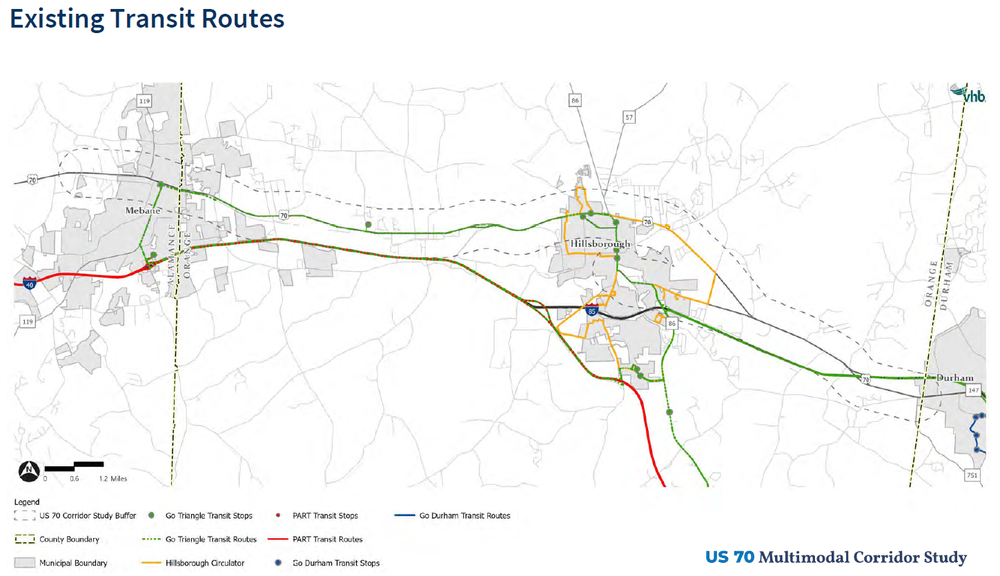 Existing Transit Routes
vhb
119
86
57
70
Mebane
70
70
Hillsborough
ALAMANCE
ORANGE
ORANGE
DURHAM
40
85
119
86
70
Durham
147
751
N
0 0.6 1.2 Miles
Legend
US 70 Corridor Study Buffer Go Triangle Transit Stops PART Transit Stops Go Durham Transit Routes
County Boundary Go Triangle Transit Routes PART Transit Routes
Municipal Boundary Hillsborough Circulator Go Durham Transit Stops
US 70 Multimodal Corridor Study